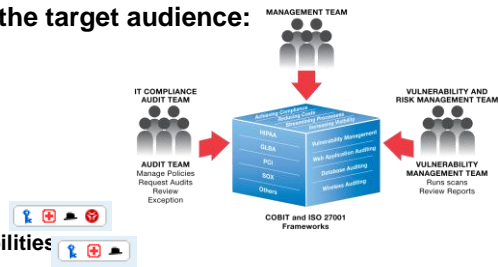 the target audience:
MANAGEMENT TEAM
IT COMPLIANCE
AUDIT TEAM
VULNERABILITY AND
RISK MANAGEMENT TEAM
Achieving Compliance
Reducing Costs
Streamlining Processes
Increasing Visibility
HIPAA
GLBA
PCI
SOX
Others
Vulnerability Management
Web Application Auditing
Database Auditing
Wireless Auditing
AUDIT TEAM
Manage Policies
Request Audits
Review
Exception
VULNERABILITY
MANAGEMENT TEAM
Runs scans
Review Reports
COBIT and ISO 27001
Frameworks
bilities